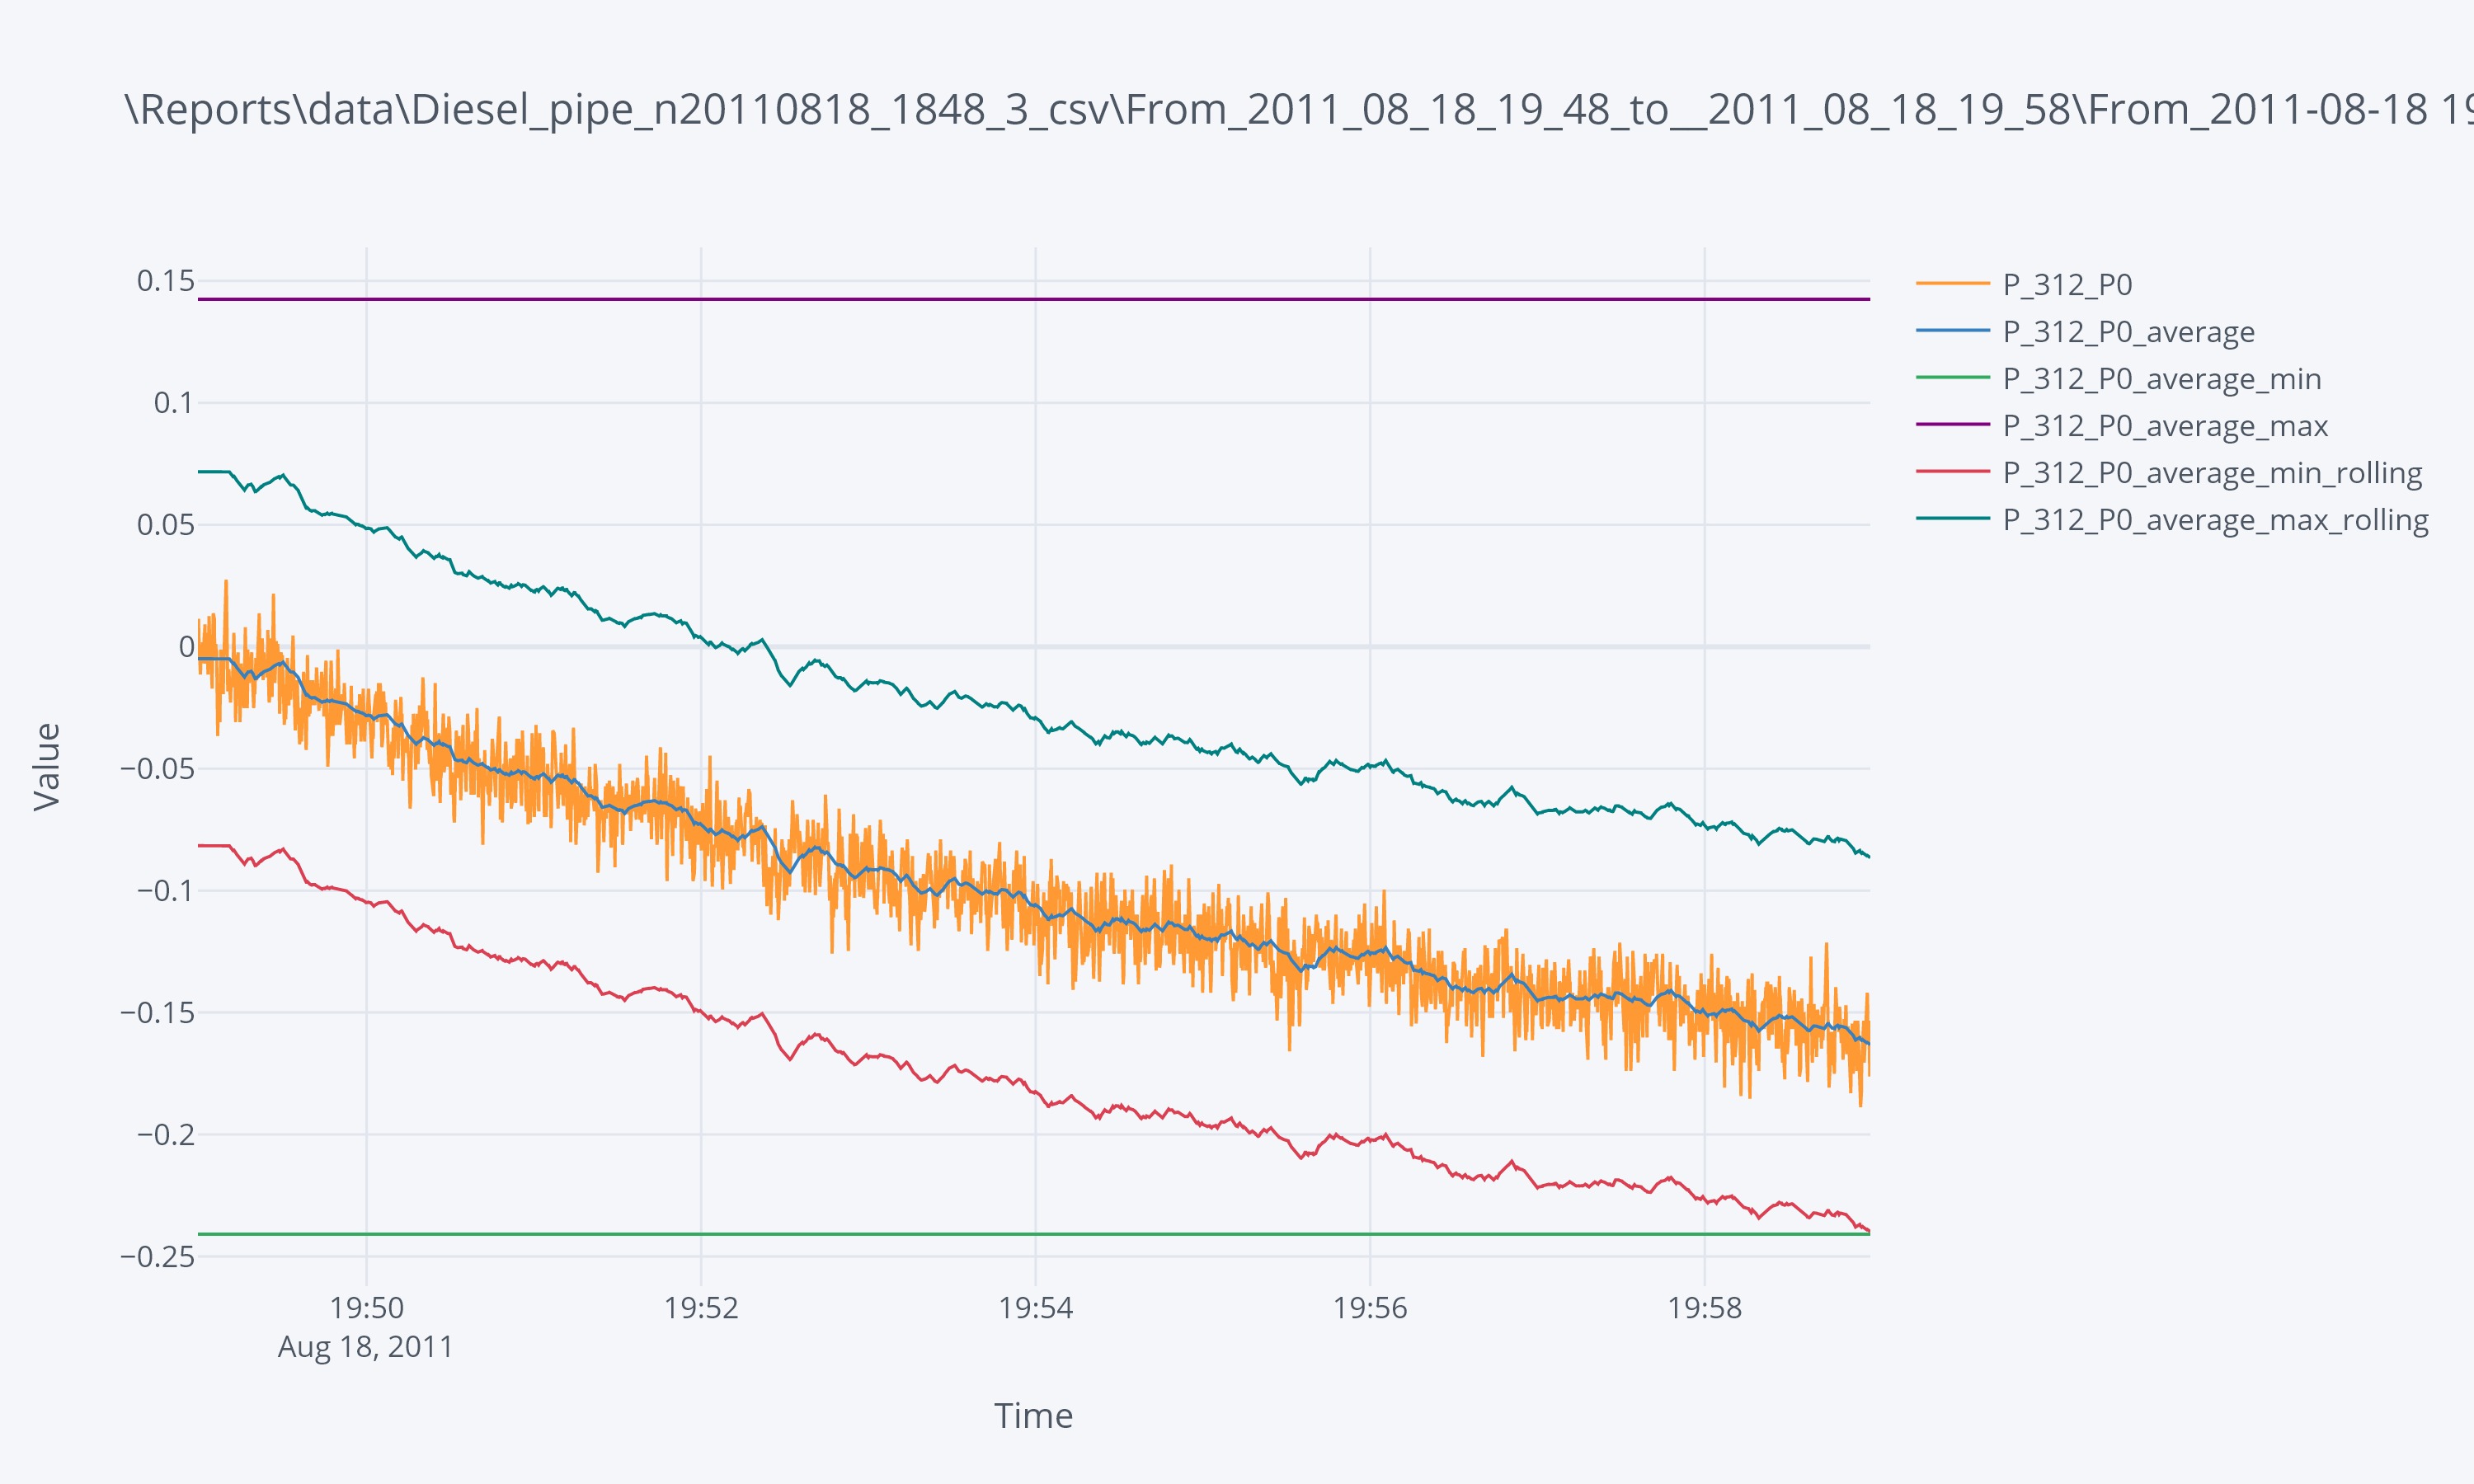 \Reports\data\Diesel_pipe_n20110818_1848_3_csv\From_2011_08_18_19_48_to__2011_08_18_19_58\From_2011-08-18 19
0.15
0.1
0.05
0
−0.05
−0.1
−0.15
−0.2
−0.25
Value
19:50
Aug 18, 2011
19:52
19:54
19:56
19:58
Time
P_312_P0
P_312_P0_average
P_312_P0_average_min
P_312_P0_average_max
P_312_P0_average_min_rolling
P_312_P0_average_max_rolling